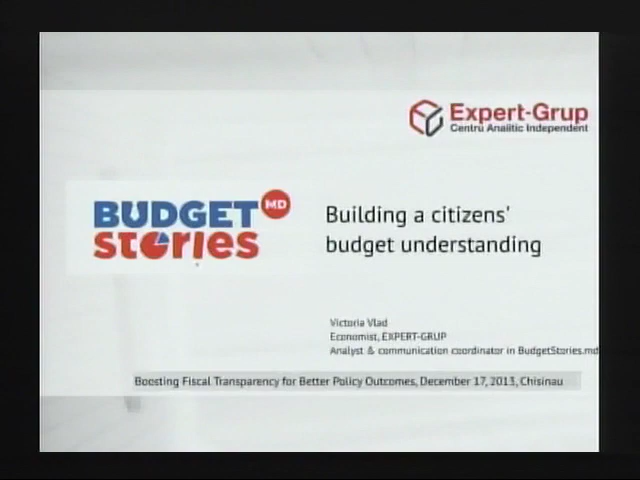 Expert-Grup
Centru Analitic Independent
BUDGET MD
stories
Building a citizens'
budget understanding
Victoria Vlad
Economist, EXPERT-GRUP
Analyst & communication coordinator in BudgetStories.md
Boosting Fiscal Transparency for Better Policy Outcomes, December 17, 2013, Chisinau